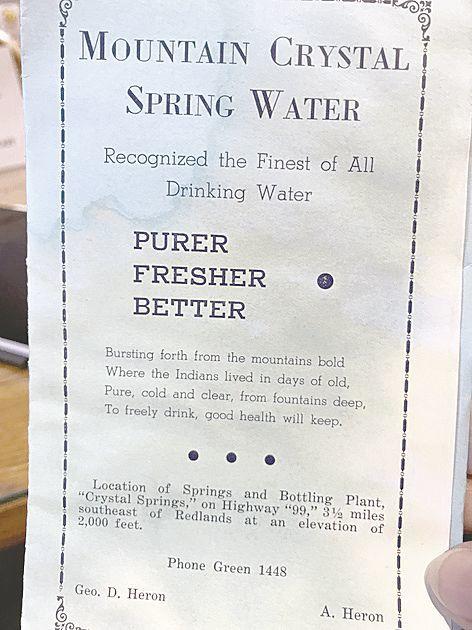 MOUNTAIN CRYSTAL
SPRING WATER
Recognized the Finest of All
Drinking Water
PURER
FRESHER
BETTER
Bursting forth from the mountains bold
Where the Indians lived in days of old,
Pure, cold and clear, from fountains deep,
To freely drink, good health will keep.
Location of Springs and Bottling Plant,
"Crystal Springs," on Highway "99," 3½ miles
southeast of Redlands at an elevation of
2,000 feet.
Phone Green 1448
Geo. D. Heron
A. Heron